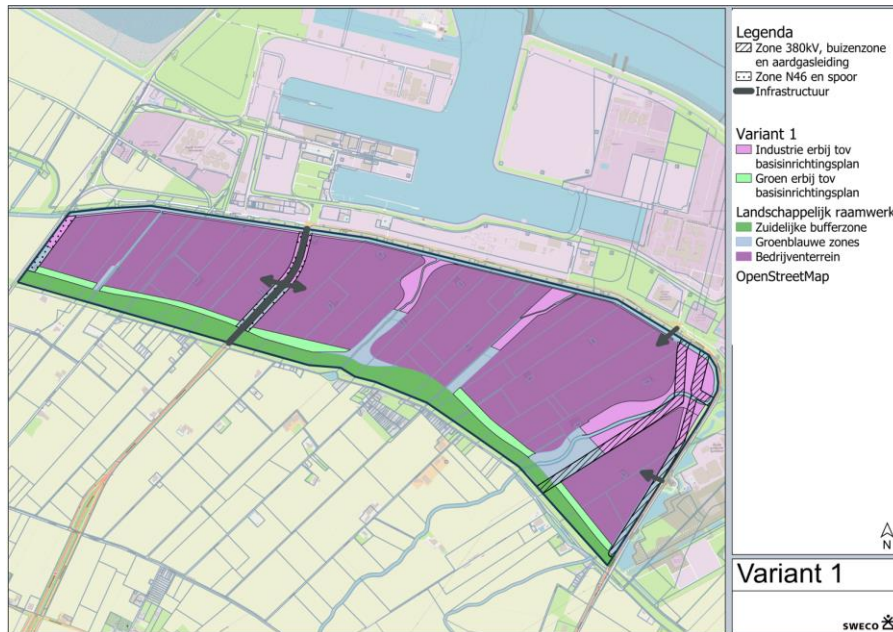 Legenda
Zone 380kV, buizenzone
en aardgasleiding
Zone N46 en spoor
Infrastructuur
Variant 1
Industrie erbij tov
basisinrichtingsplan
Groen erbij tov
basisinrichtingsplan
Landschappelijk raamwerk
Zuidelijke bufferzone
Groenblauwe zones
Bedrijventerrein
OpenStreetMap
N
Variant 1
SWECO